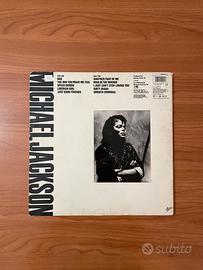 MICHAEL JACKSON
BAD
THE WAY YOU MAKE ME FEEL
SPEED DEMON
LIBERIAN GIRL
JUST GOOD FRIENDS
ANOTHER PART OF ME
MAN IN THE MIRROR
I JUST CAN'T STOP LOVING YOU
DIRTY DIANA
SMOOTH CRIMINAL
subito